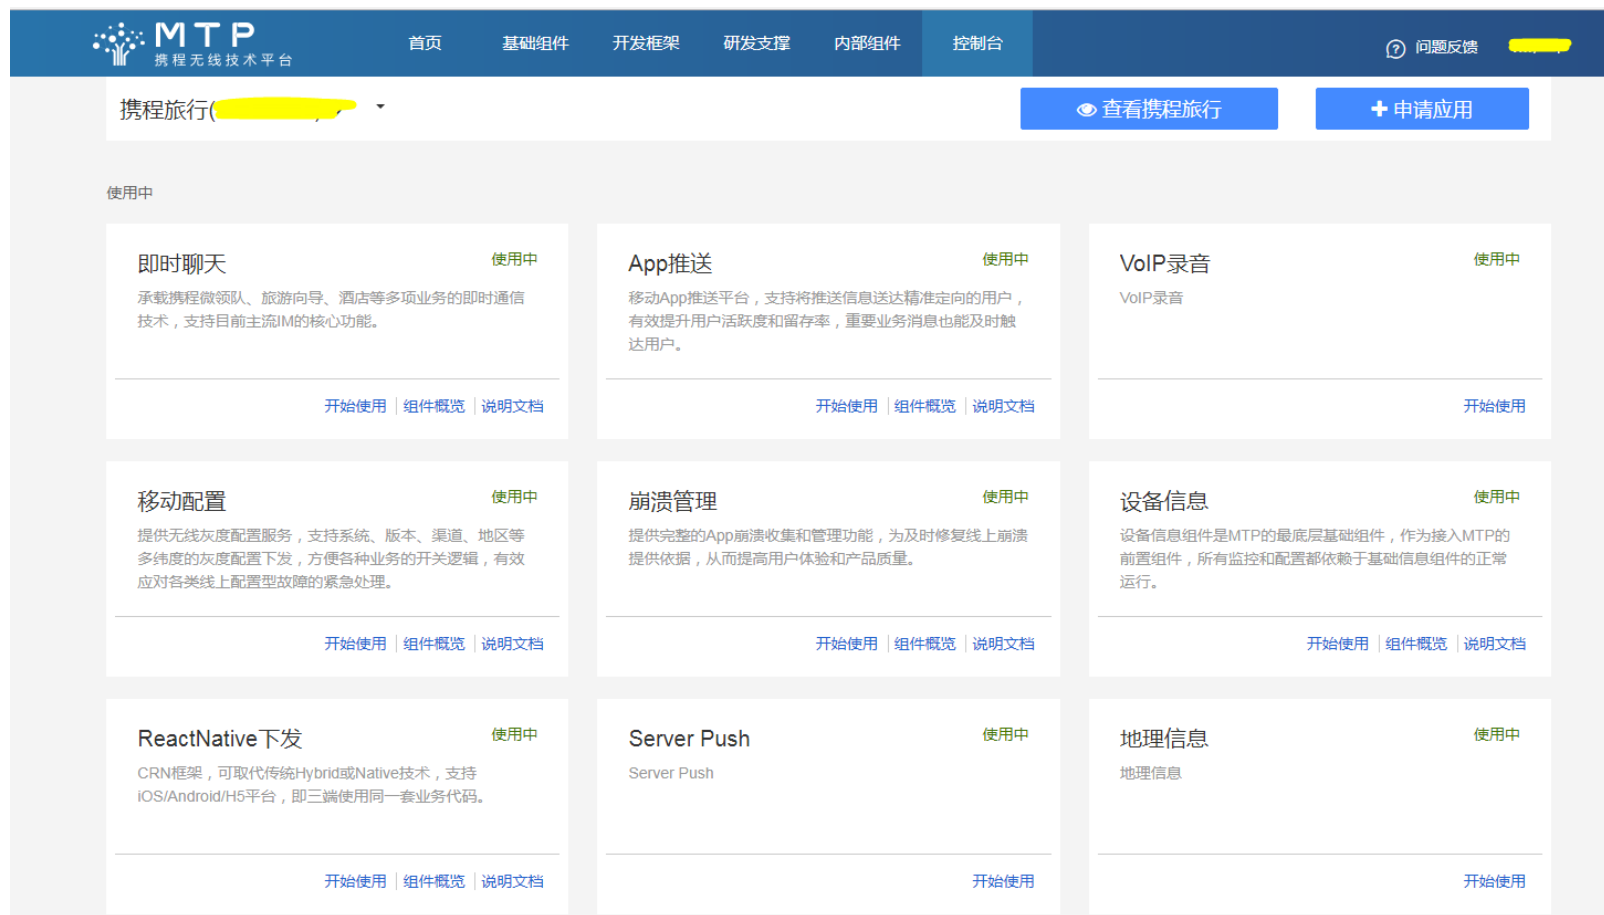 MTP
携程无线技术平台
首页 基础组件 开发框架 研发支撑 内部组件 控制台 问题反馈
携程旅行( 查看携程旅行 申请应用
使用中
即时聊天 使用中
承载携程微领队、旅游向导、酒店等多项业务的即时通信
技术，支持目前主流IM的核心功能。
开始使用 组件概览 说明文档
App推送 使用中
移动App推送平台，支持将推送信息送达精准定向的用户，
有效提升用户活跃度和留存率，重要业务消息也能及时触
达用户。
开始使用 组件概览 说明文档
VoIP录音 使用中
VoIP录音
开始使用
移动配置 使用中
提供无线灰度配置服务，支持系统、版本、渠道、地区等
多纬度的灰度配置下发，方便各种业务的开关逻辑，有效
应对各类线上配置型故障的紧急处理。
开始使用 组件概览 说明文档
崩溃管理 使用中
提供完整的App崩溃收集和管理功能，为及时修复线上崩溃
提供依据，从而提高用户体验和产品质量。
开始使用 组件概览 说明文档
设备信息 使用中
设备信息组件是MTP的最底层基础组件，作为接入MTP的
前置组件，所有监控和配置都依赖于基础信息组件的正常
运行。
开始使用 组件概览 说明文档
ReactNative下发 使用中
CRN框架，可取代传统Hybrid或Native技术，支持
iOS/Android/H5平台，即三端使用同一套业务代码。
开始使用 组件概览 说明文档
Server Push 使用中
Server Push
开始使用
地理信息 使用中
地理信息
开始使用